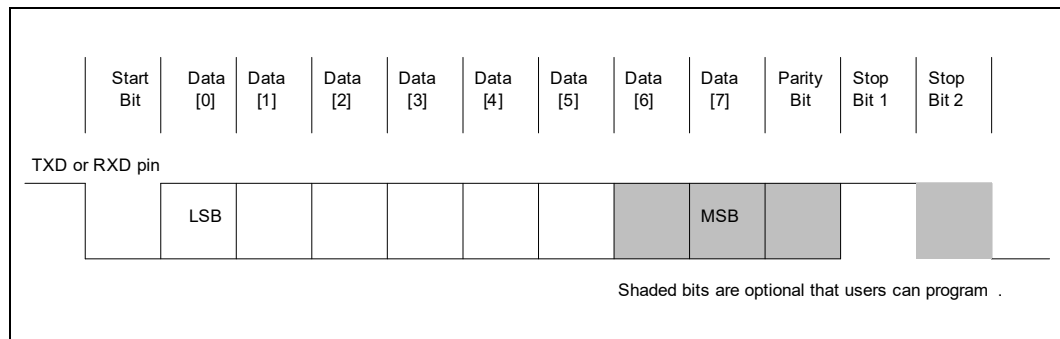 Start Bit
Data [0]
Data [1]
Data [2]
Data [3]
Data [4]
Data [5]
Data [6]
Data [7]
Parity Bit
Stop Bit 1
Stop Bit 2
TXD or RXD pin
LSB
MSB
Shaded bits are optional that users can program .